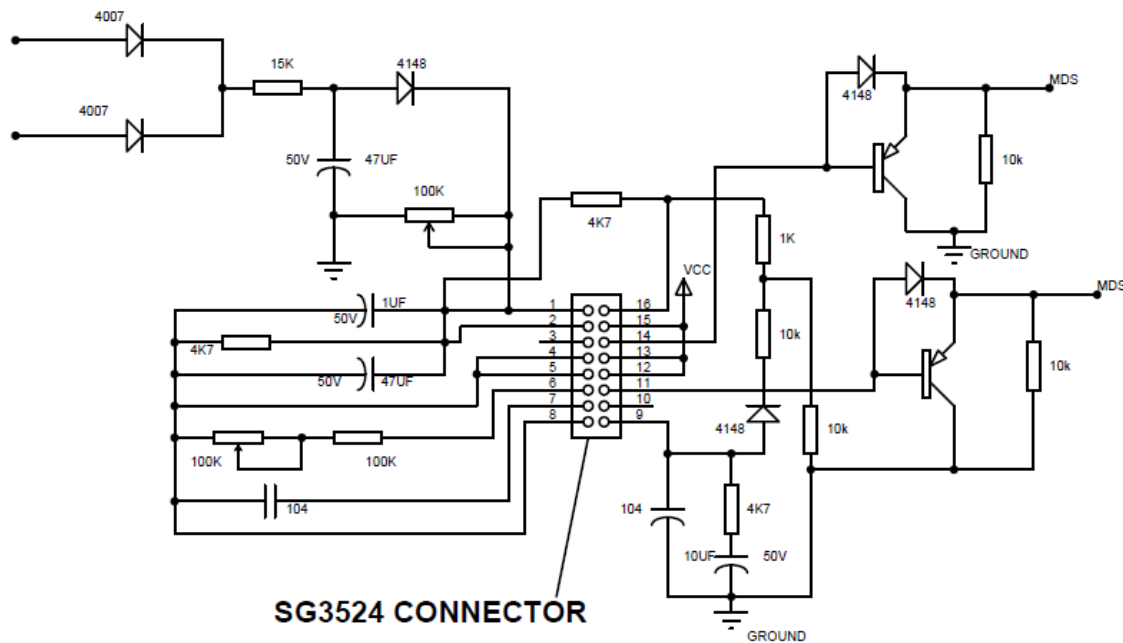 4007
4007
15K
4148
50V
47UF
100K
4K7
1K
4148
MDS
10k
GROUND
4148
MDS
10k
VCC
1UF
50V
4K7
50V
47UF
100K
100K
104
1
2
3
4
5
6
7
8
16
15
14
13
12
11
10
9
10k
4148
10k
104
4K7
10UF
50V
GROUND
SG3524 CONNECTOR